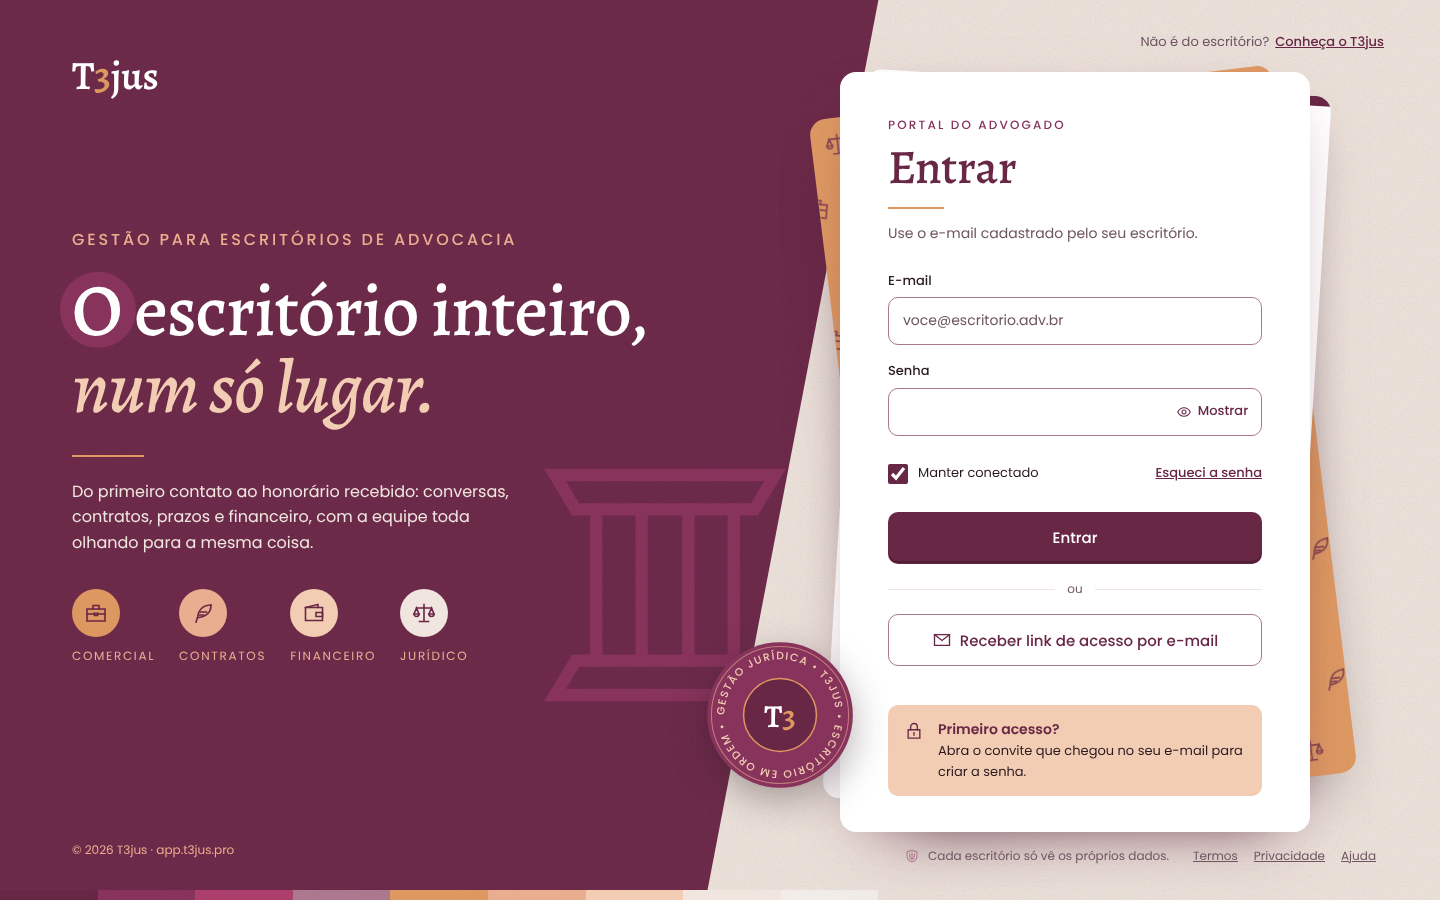 T3jus
Não é do escritório? Conheça o T3jus
GESTÃO PARA ESCRITÓRIOS DE ADVOCACIA
O escritório inteiro,
num só lugar.
Do primeiro contato ao honorário recebido: conversas,
contratos, prazos e financeiro, com a equipe toda
olhando para a mesma coisa.
COMERCIAL CONTRATOS FINANCEIRO JURÍDICO
GESTÃO JURÍDICA • T3JUS • ESCRITÓRIO EM ORDEM •
T3
© 2026 T3jus · app.t3jus.pro
PORTAL DO ADVOGADO
Entrar
Use o e-mail cadastrado pelo seu escritório.
E-mail
voce@escritorio.adv.br
Senha
Mostrar
Manter conectado Esqueci a senha
Entrar
ou
Receber link de acesso por e-mail
Primeiro acesso?
Abra o convite que chegou no seu e-mail para
criar a senha.
Cada escritório só vê os próprios dados. Termos Privacidade Ajuda